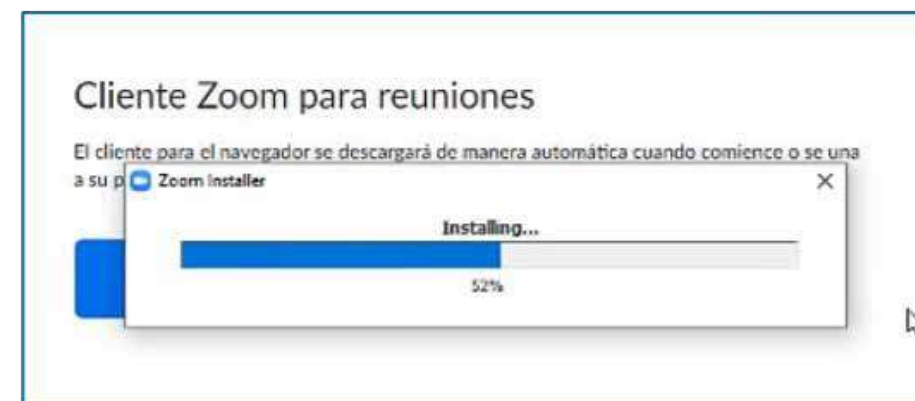 Cliente Zoom para reuniones
El cliente para el navegador se descargará de manera automática cuando comience o se una
a su p
Zoom Installer
Installing...
52%